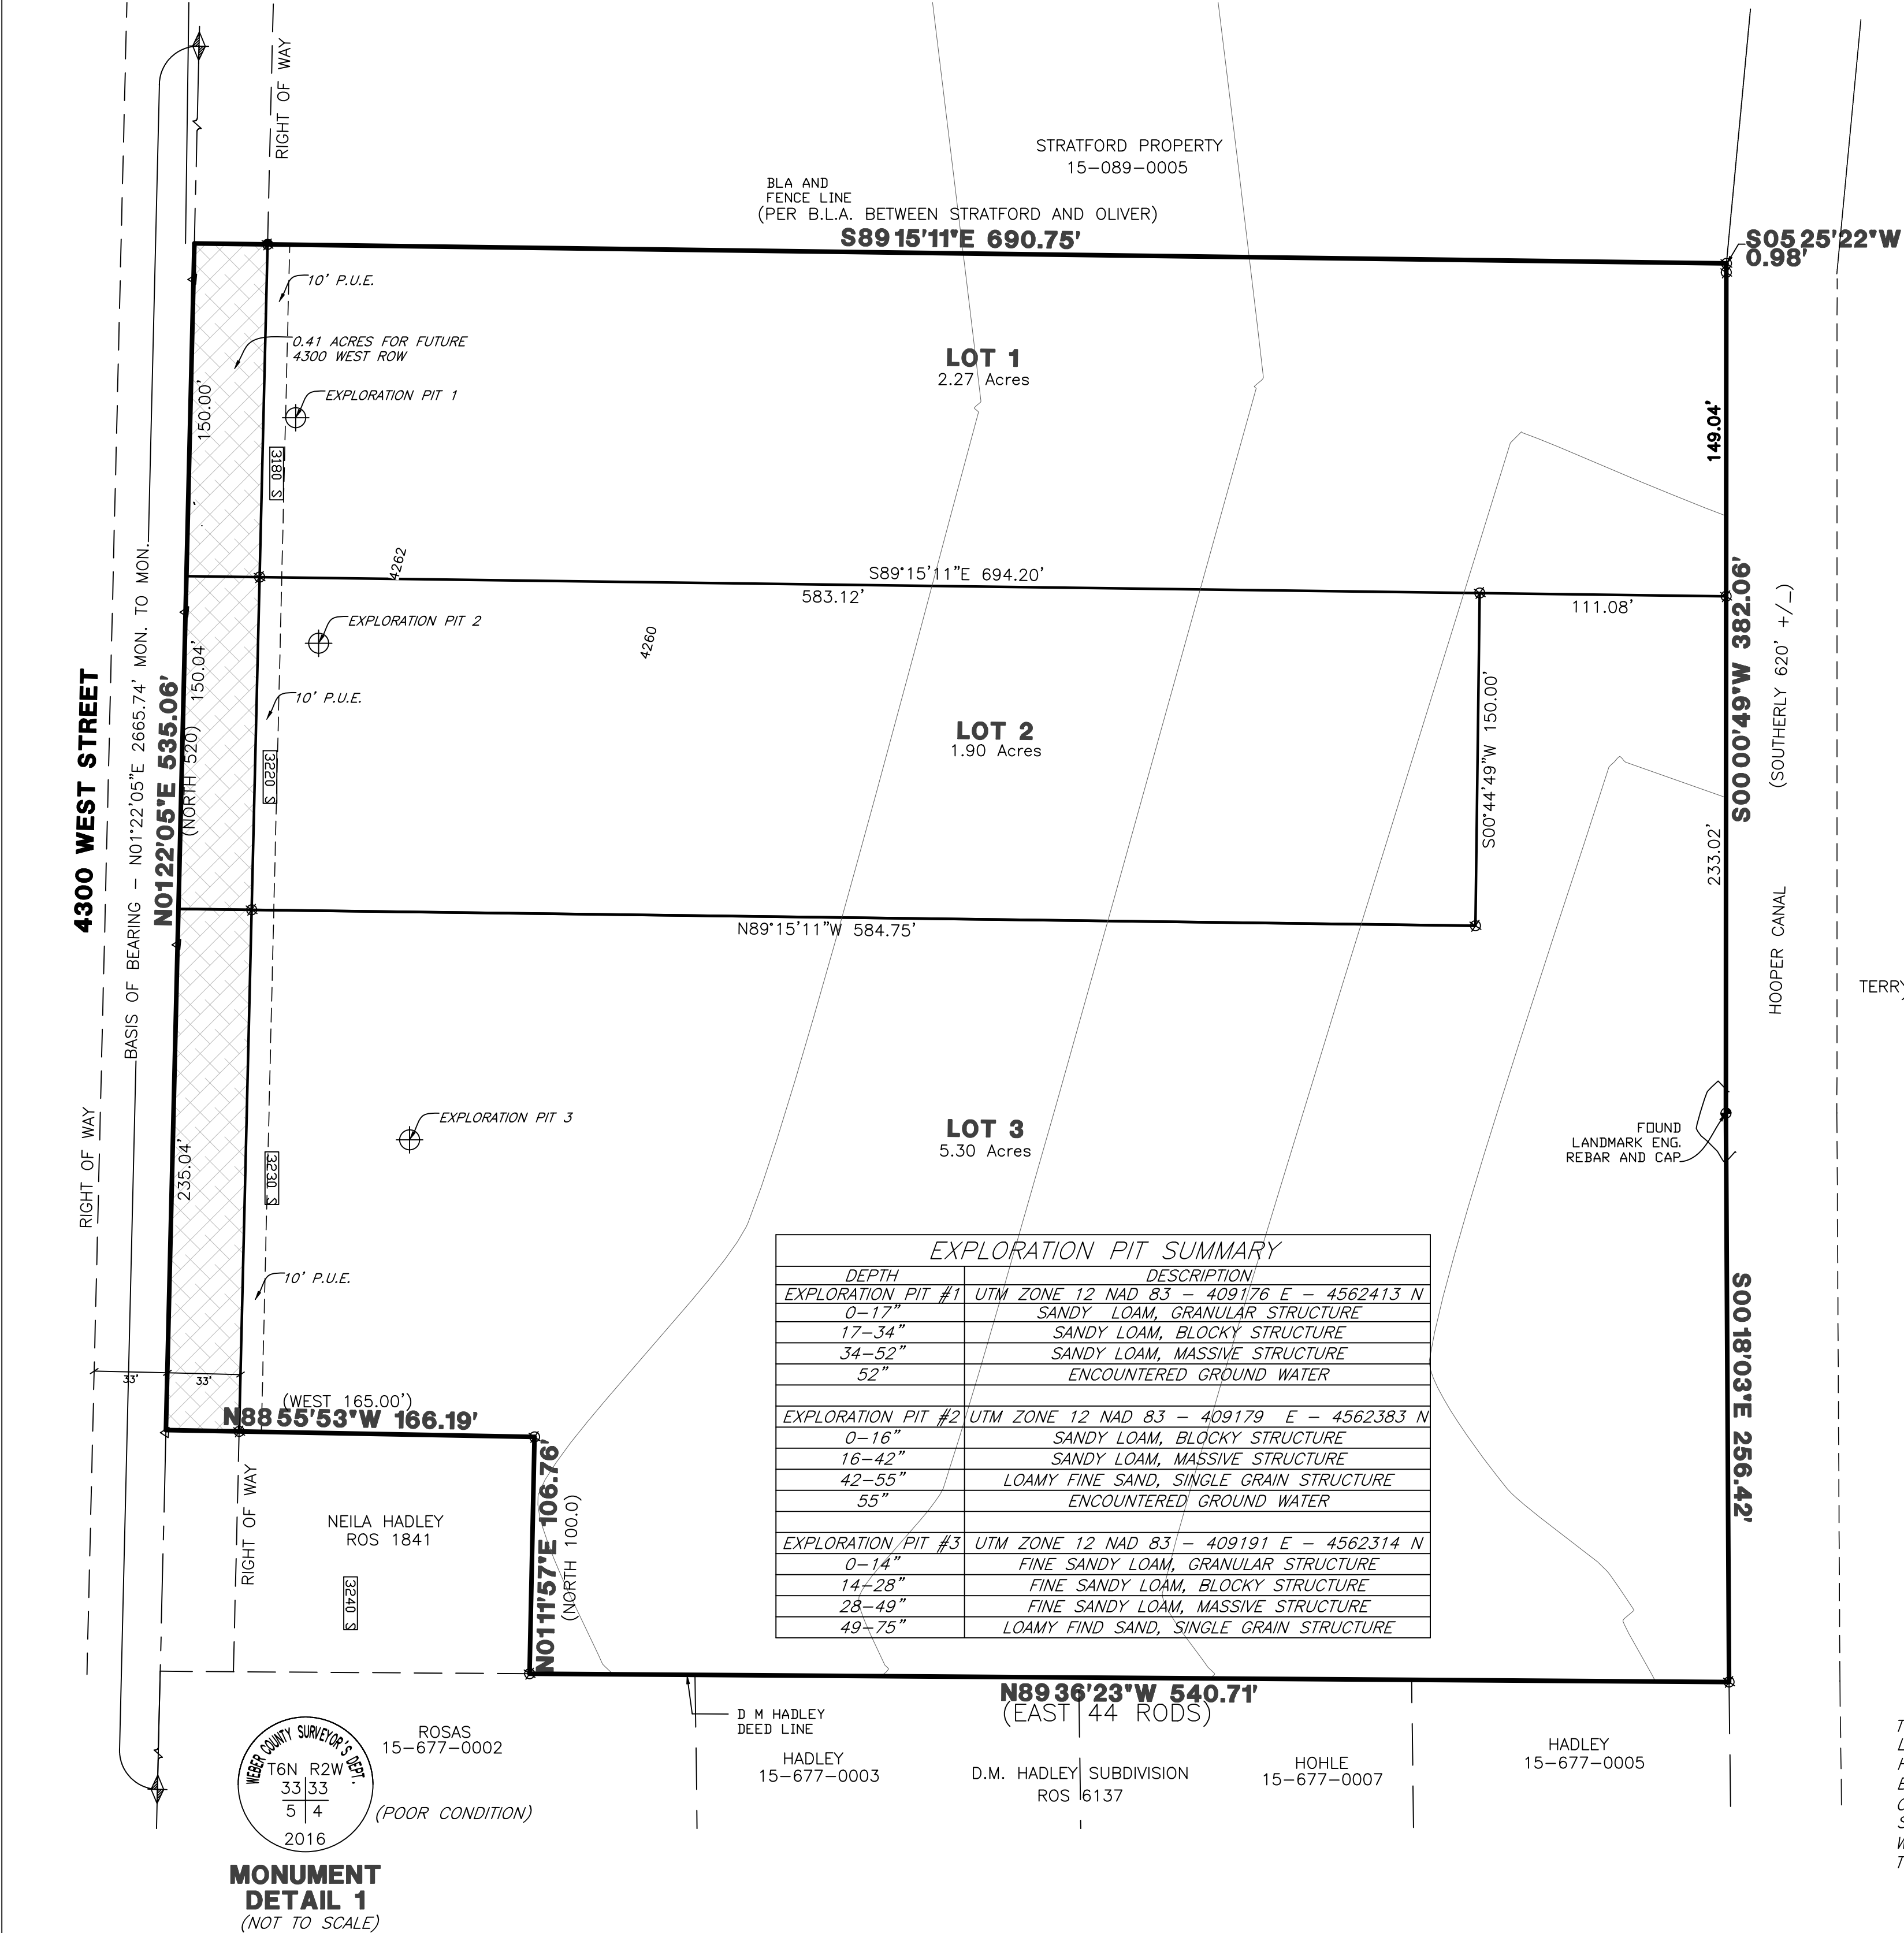 RIGHT OF WAY
STRATFORD PROPERTY
15-089-0005
BLA AND
FENCE LINE
(PER B.L.A. BETWEEN STRATFORD AND OLIVER)
S89 15'11"E 690.75'
S05 25'22"W
0.98'
10' P.U.E.
0.41 ACRES FOR FUTURE
4300 WEST ROW
LOT 1
2.27 Acres
EXPLORATION PIT 1
150.00'
149.04'
3180 S
4262
S89°15'11"E 694.20'
583.12'
111.08'
EXPLORATION PIT 2
4260
150.04'
10' P.U.E.
LOT 2
1.90 Acres
S00°44'49"W 150.00'
3220 S
4300 WEST STREET
BASIS OF BEARING - N01°22'05"E 2665.74' MON. TO MON.
N01 22'05"E 535.06'
(NORTH 520)
S00 00'49"W 382.06'
(SOUTHERLY 620' +/-)
233.02'
HOOPER CANAL
TERRY
N89°15'11"W 584.75'
EXPLORATION PIT 3
LOT 3
5.30 Acres
FOUND
LANDMARK ENG.
REBAR AND CAP
RIGHT OF WAY
235.04'
3230 S
10' P.U.E.
33'
33'
EXPLORATION PIT SUMMARY
DEPTH DESCRIPTION
EXPLORATION PIT #1 UTM ZONE 12 NAD 83 - 409176 E - 4562413 N
0-17" SANDY LOAM, GRANULAR STRUCTURE
17-34" SANDY LOAM, BLOCKY STRUCTURE
34-52" SANDY LOAM, MASSIVE STRUCTURE
52" ENCOUNTERED GROUND WATER
EXPLORATION PIT #2 UTM ZONE 12 NAD 83 - 409179 E - 4562383 N
0-16" SANDY LOAM, BLOCKY STRUCTURE
16-42" SANDY LOAM, MASSIVE STRUCTURE
42-55" LOAMY FINE SAND, SINGLE GRAIN STRUCTURE
55" ENCOUNTERED GROUND WATER
EXPLORATION PIT #3 UTM ZONE 12 NAD 83 - 409191 E - 4562314 N
0-14" FINE SANDY LOAM, GRANULAR STRUCTURE
14-28" FINE SANDY LOAM, BLOCKY STRUCTURE
28-49" FINE SANDY LOAM, MASSIVE STRUCTURE
49-75" LOAMY FIND SAND, SINGLE GRAIN STRUCTURE
S00 18'03"E 256.42'
(WEST 165.00')
N88 55'53"W 166.19'
N01 11'57"E 106.76'
(NORTH 100.0)
RIGHT OF WAY
NEILA HADLEY
ROS 1841
3240 S
N89 36'23"W 540.71'
(EAST 44 RODS)
D M HADLEY
DEED LINE
ROSAS
15-677-0002
HADLEY
15-677-0003
D.M. HADLEY SUBDIVISION
ROS 6137
HOHLE
15-677-0007
HADLEY
15-677-0005
WEBER COUNTY SURVEYOR'S DEPT.
T6N R2W
33 33
5 4
2016
(POOR CONDITION)
MONUMENT
DETAIL 1
(NOT TO SCALE)